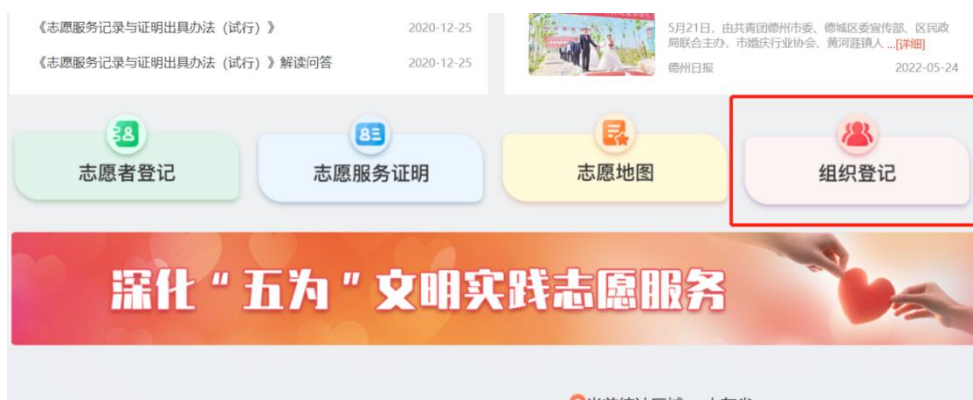 《志愿服务记录与证明出具办法（试行）》 2020-12-25
《志愿服务记录与证明出具办法（试行）》解读问答 2020-12-25
5月21日，由共青团德州市委、德城区委宣传部、区民政
局联合主办，市婚庆行业协会、黄河涯镇人 ...[详细]
德州日报 2022-05-24
志愿者登记
志愿服务证明
志愿地图
组织登记
深化“五为”文明实践志愿服务